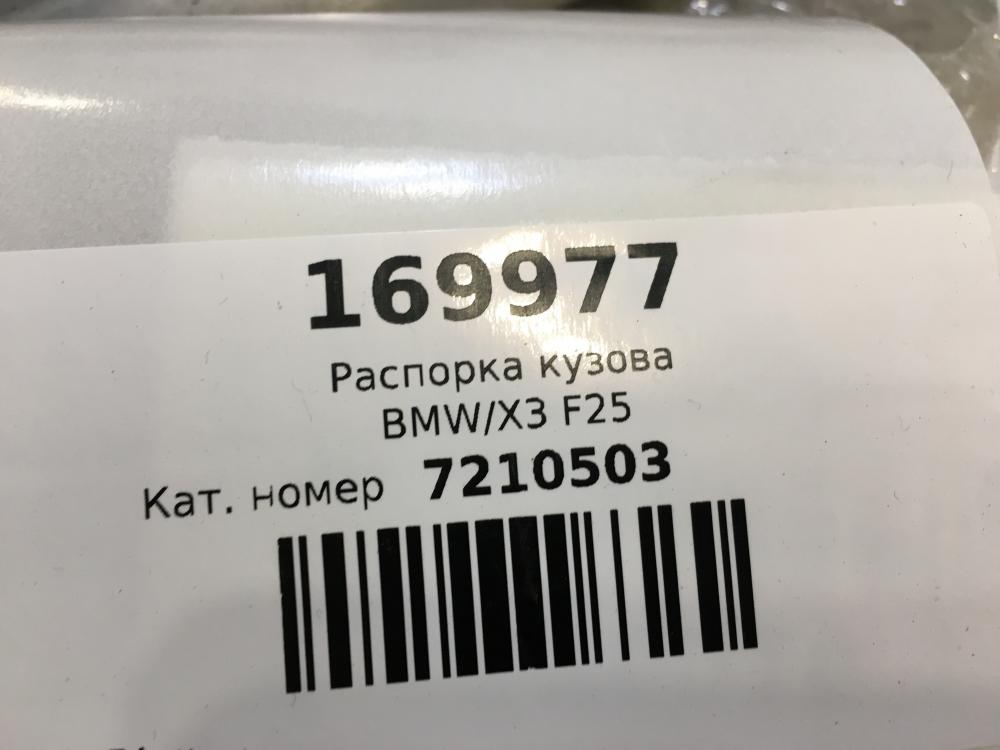 169977
Распорка кузова
BMW/X3 F25
Кат. номер 7210503